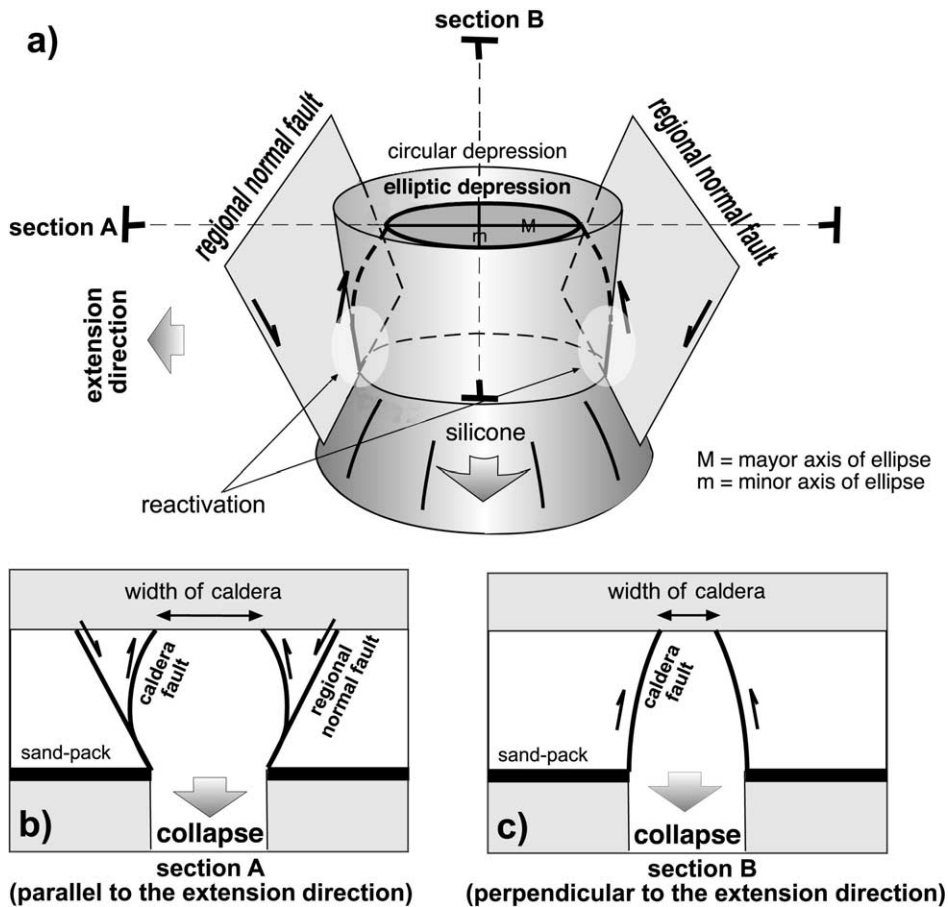 a)
section B
regional normal fault
regional normal fault
circular depression
elliptic depression
M
m
section A
extension
direction
silicone
reactivation
M = mayor axis of ellipse
m = minor axis of ellipse
width of caldera
caldera
fault
regional
normal fault
sand-pack
b)
collapse
section A
(parallel to the extension direction)
width of caldera
caldera
fault
sand-pack
c)
collapse
section B
(perpendicular to the extension direction)